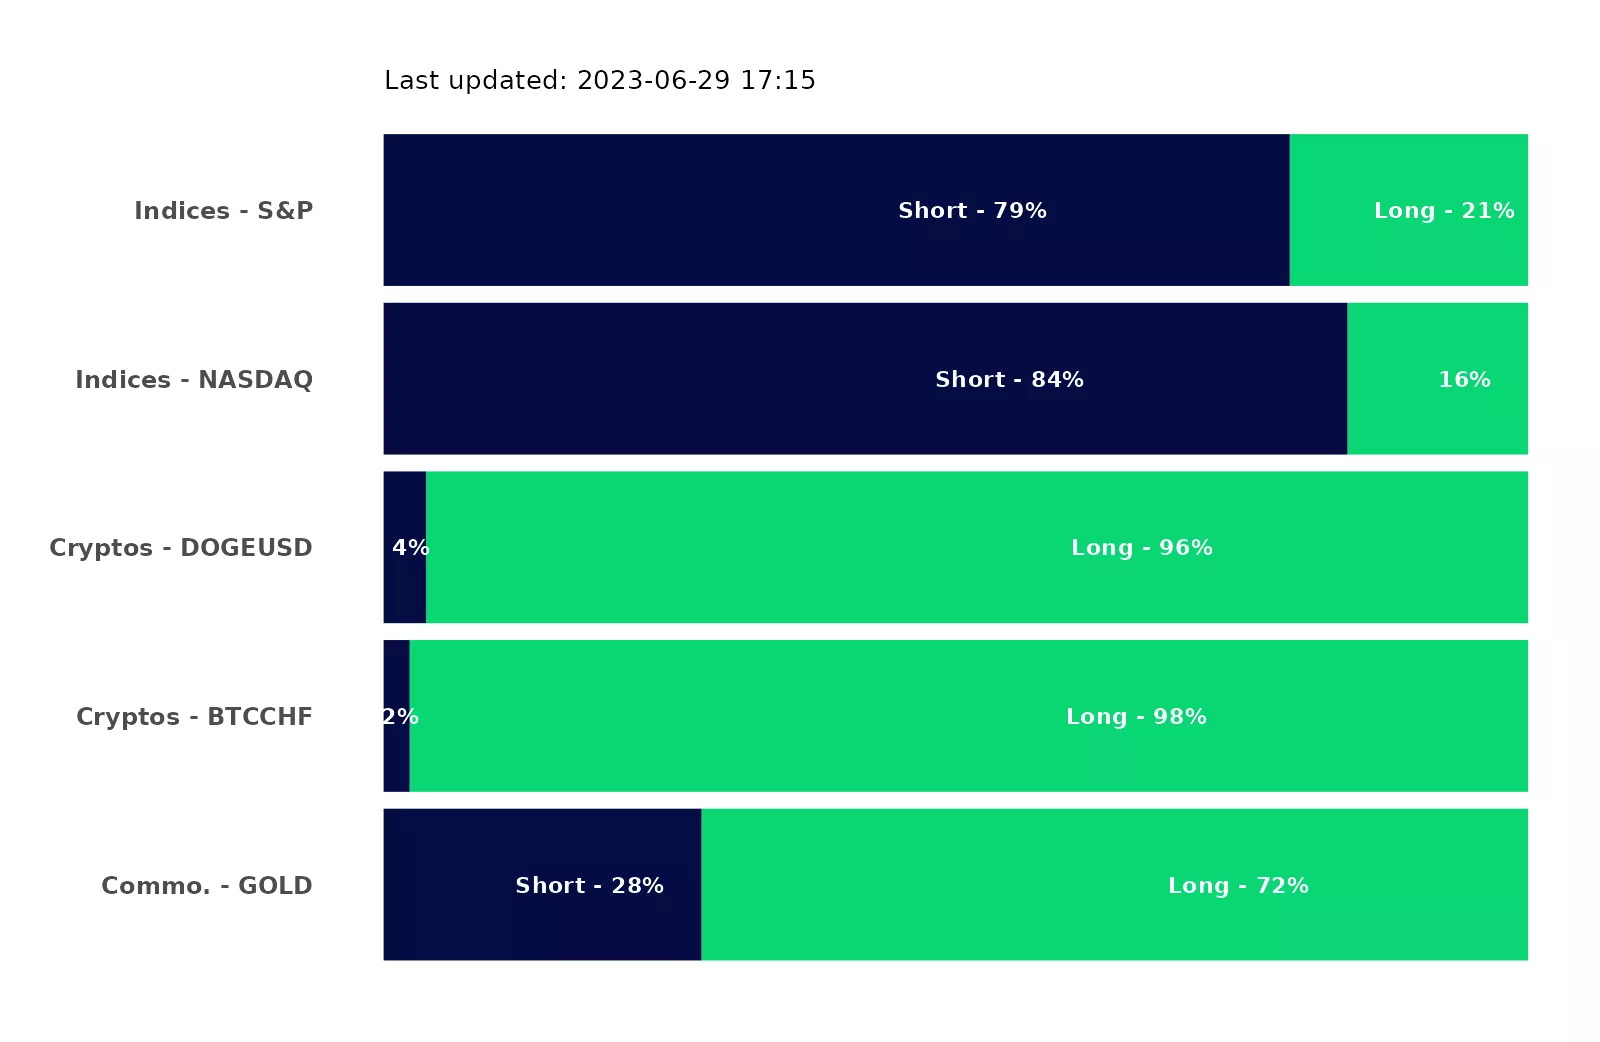 Last updated: 2023-06-29 17:15
Indices - S&P Short - 79% Long - 21%
Indices - NASDAQ Short - 84% 16%
Cryptos - DOGEUSD 4% Long - 96%
Cryptos - BTCCHF 2% Long - 98%
Commo. - GOLD Short - 28% Long - 72%